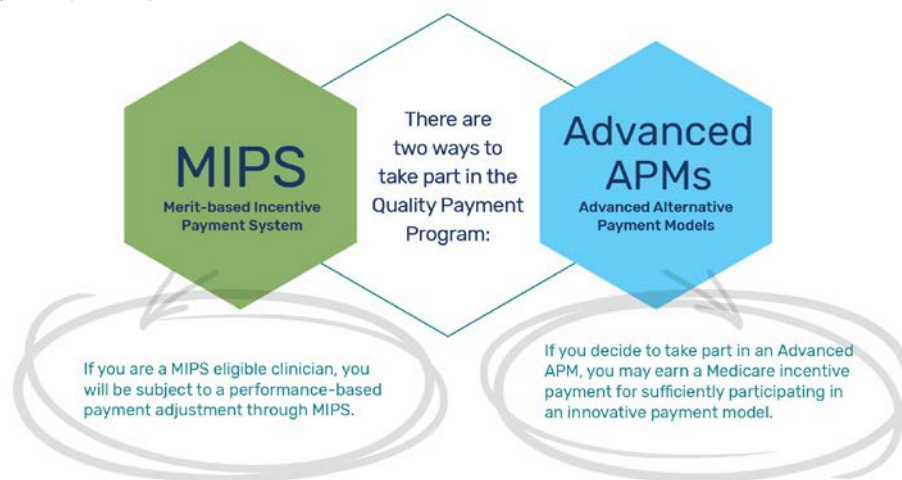 MIPS
Merit-based Incentive
Payment System
There are
two ways to
take part in the
Quality Payment
Program:
Advanced
APMs
Advanced Alternative
Payment Models
If you are a MIPS eligible clinician, you
will be subject to a performance-based
payment adjustment through MIPS.
If you decide to take part in an Advanced
APM, you may earn a Medicare incentive
payment for sufficiently participating in
an innovative payment model.